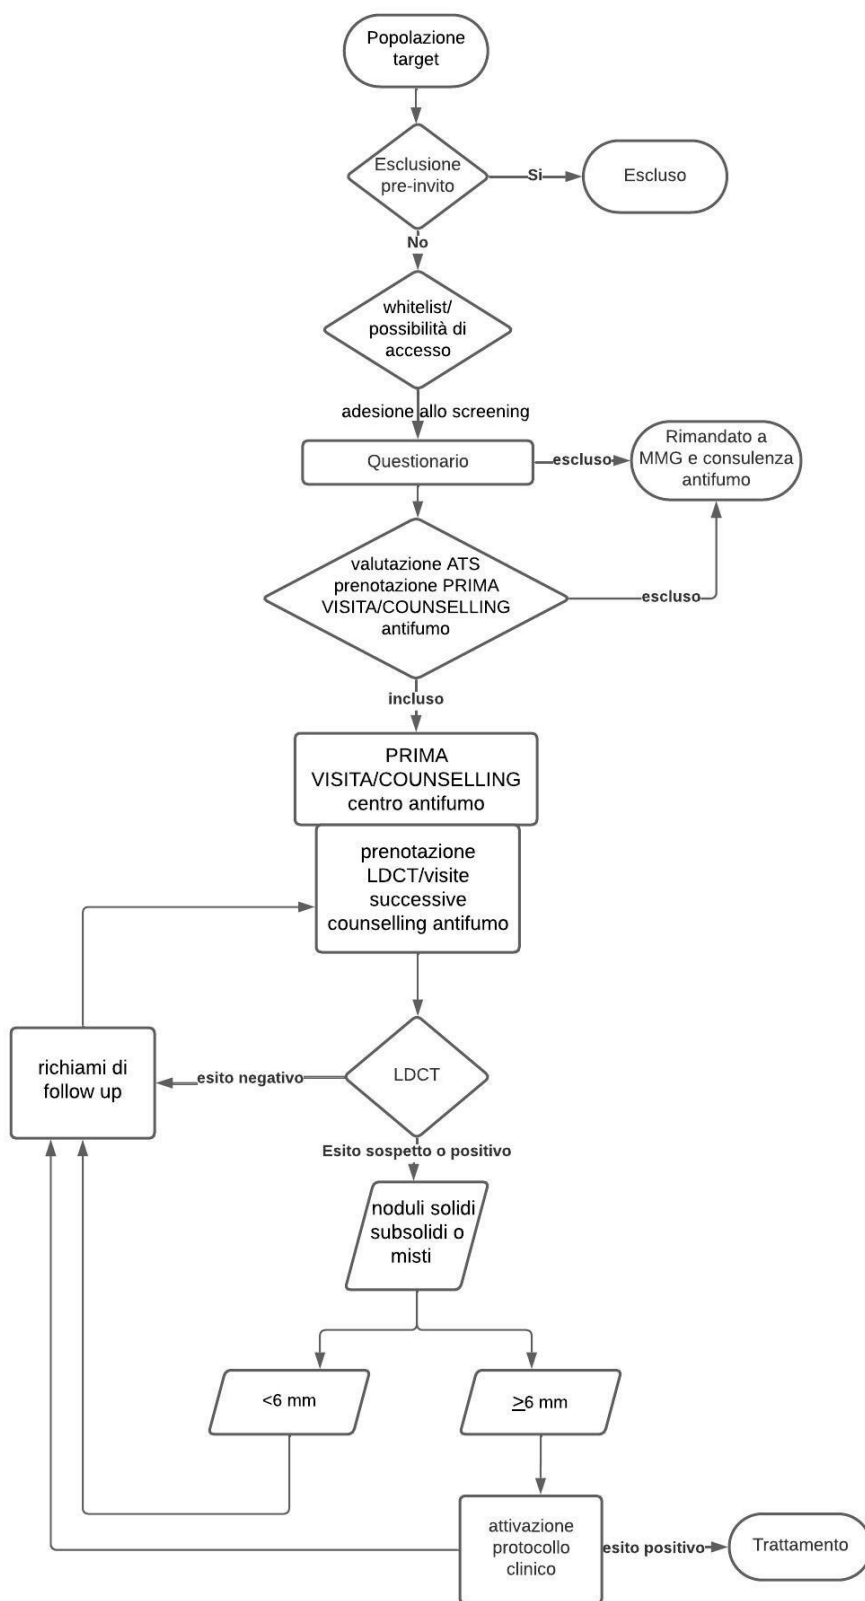 Popolazione
target
Esclusione
pre-invito
Si
Escluso
No
whitelist/
possibilità di
accesso
adesione allo screening
Questionario
escluso
Rimandato a
MMG e consulenza
antifumo
valutazione ATS
prenotazione PRIMA
VISITA/COUNSELLING
antifumo
escluso
incluso
PRIMA
VISITA/COUNSELLING
centro antifumo
prenotazione
LDCT/visite
successive
counselling antifumo
richiami di
follow up
esito negativo
LDCT
Esito sospetto o positivo
noduli solidi
subsolidi o
misti
<6 mm
≥6 mm
attivazione
protocollo
clinico
esito positivo
Trattamento